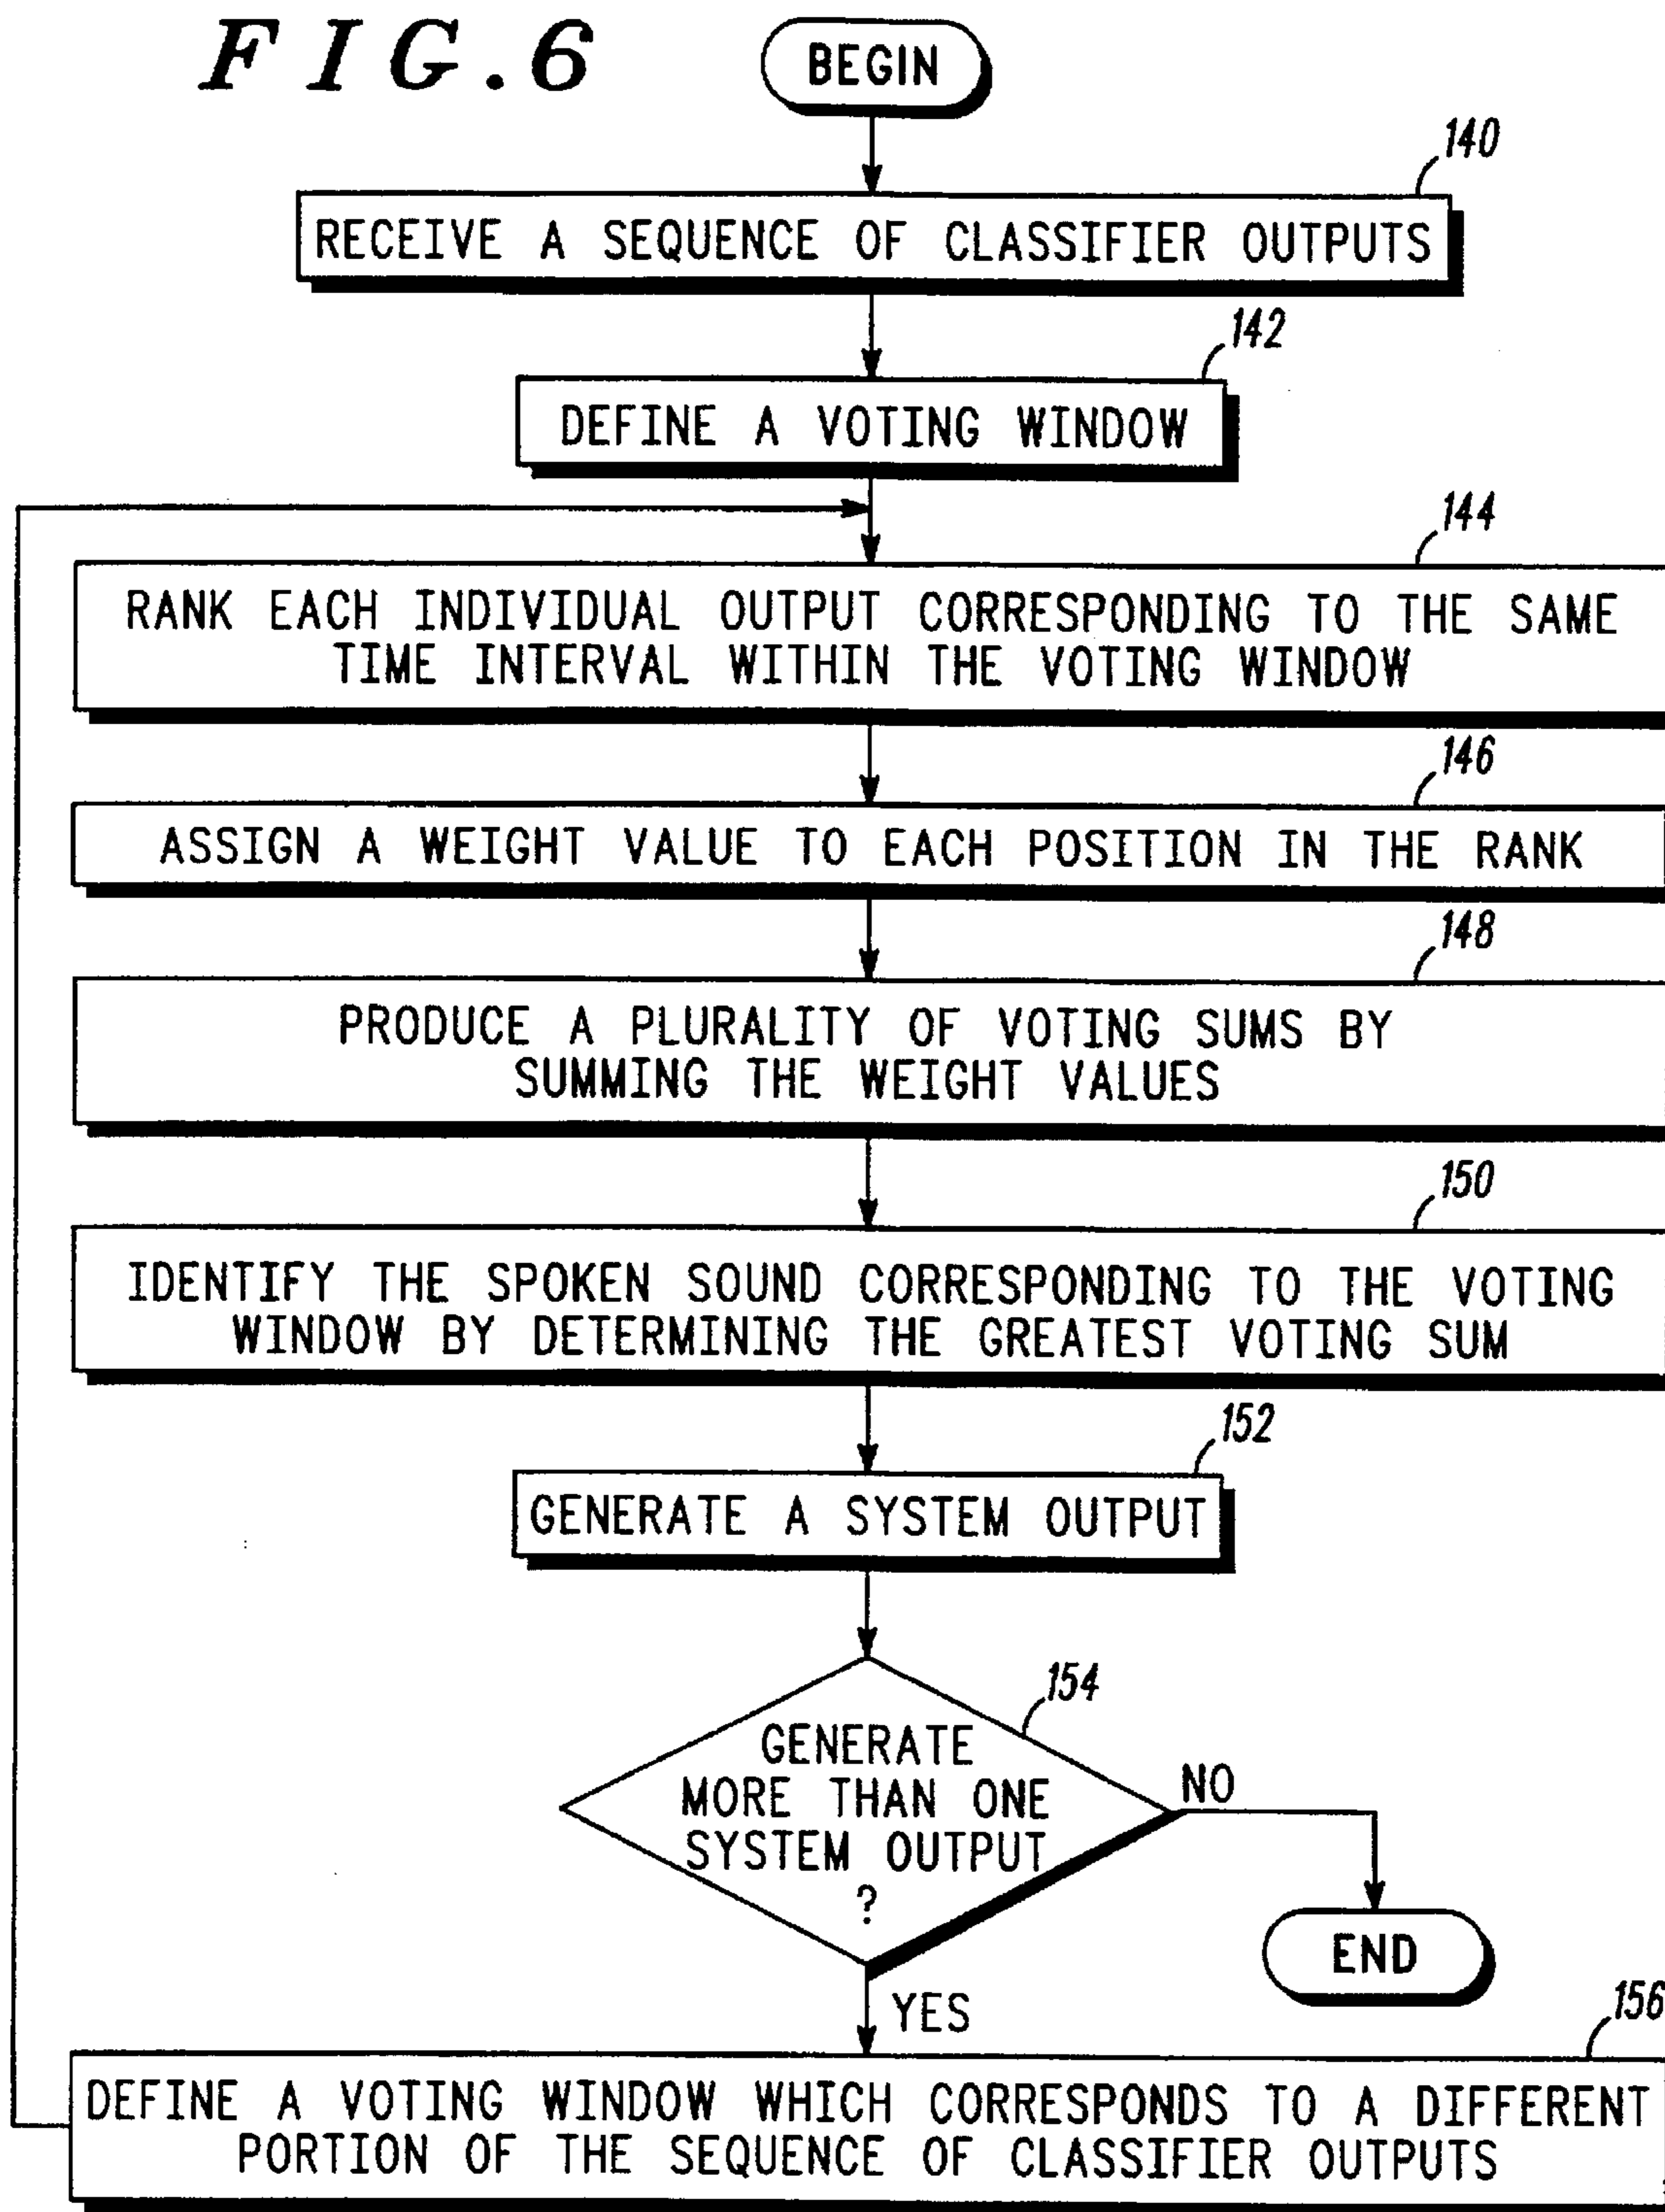 FIG.6
BEGIN
140
RECEIVE A SEQUENCE OF CLASSIFIER OUTPUTS
142
DEFINE A VOTING WINDOW
144
RANK EACH INDIVIDUAL OUTPUT CORRESPONDING TO THE SAME
TIME INTERVAL WITHIN THE VOTING WINDOW
146
ASSIGN A WEIGHT VALUE TO EACH POSITION IN THE RANK
148
PRODUCE A PLURALITY OF VOTING SUMS BY
SUMMING THE WEIGHT VALUES
150
IDENTIFY THE SPOKEN SOUND CORRESPONDING TO THE VOTING
WINDOW BY DETERMINING THE GREATEST VOTING SUM
152
GENERATE A SYSTEM OUTPUT
154
GENERATE
MORE THAN ONE
SYSTEM OUTPUT
?
NO
END
YES
156
DEFINE A VOTING WINDOW WHICH CORRESPONDS TO A DIFFERENT
PORTION OF THE SEQUENCE OF CLASSIFIER OUTPUTS